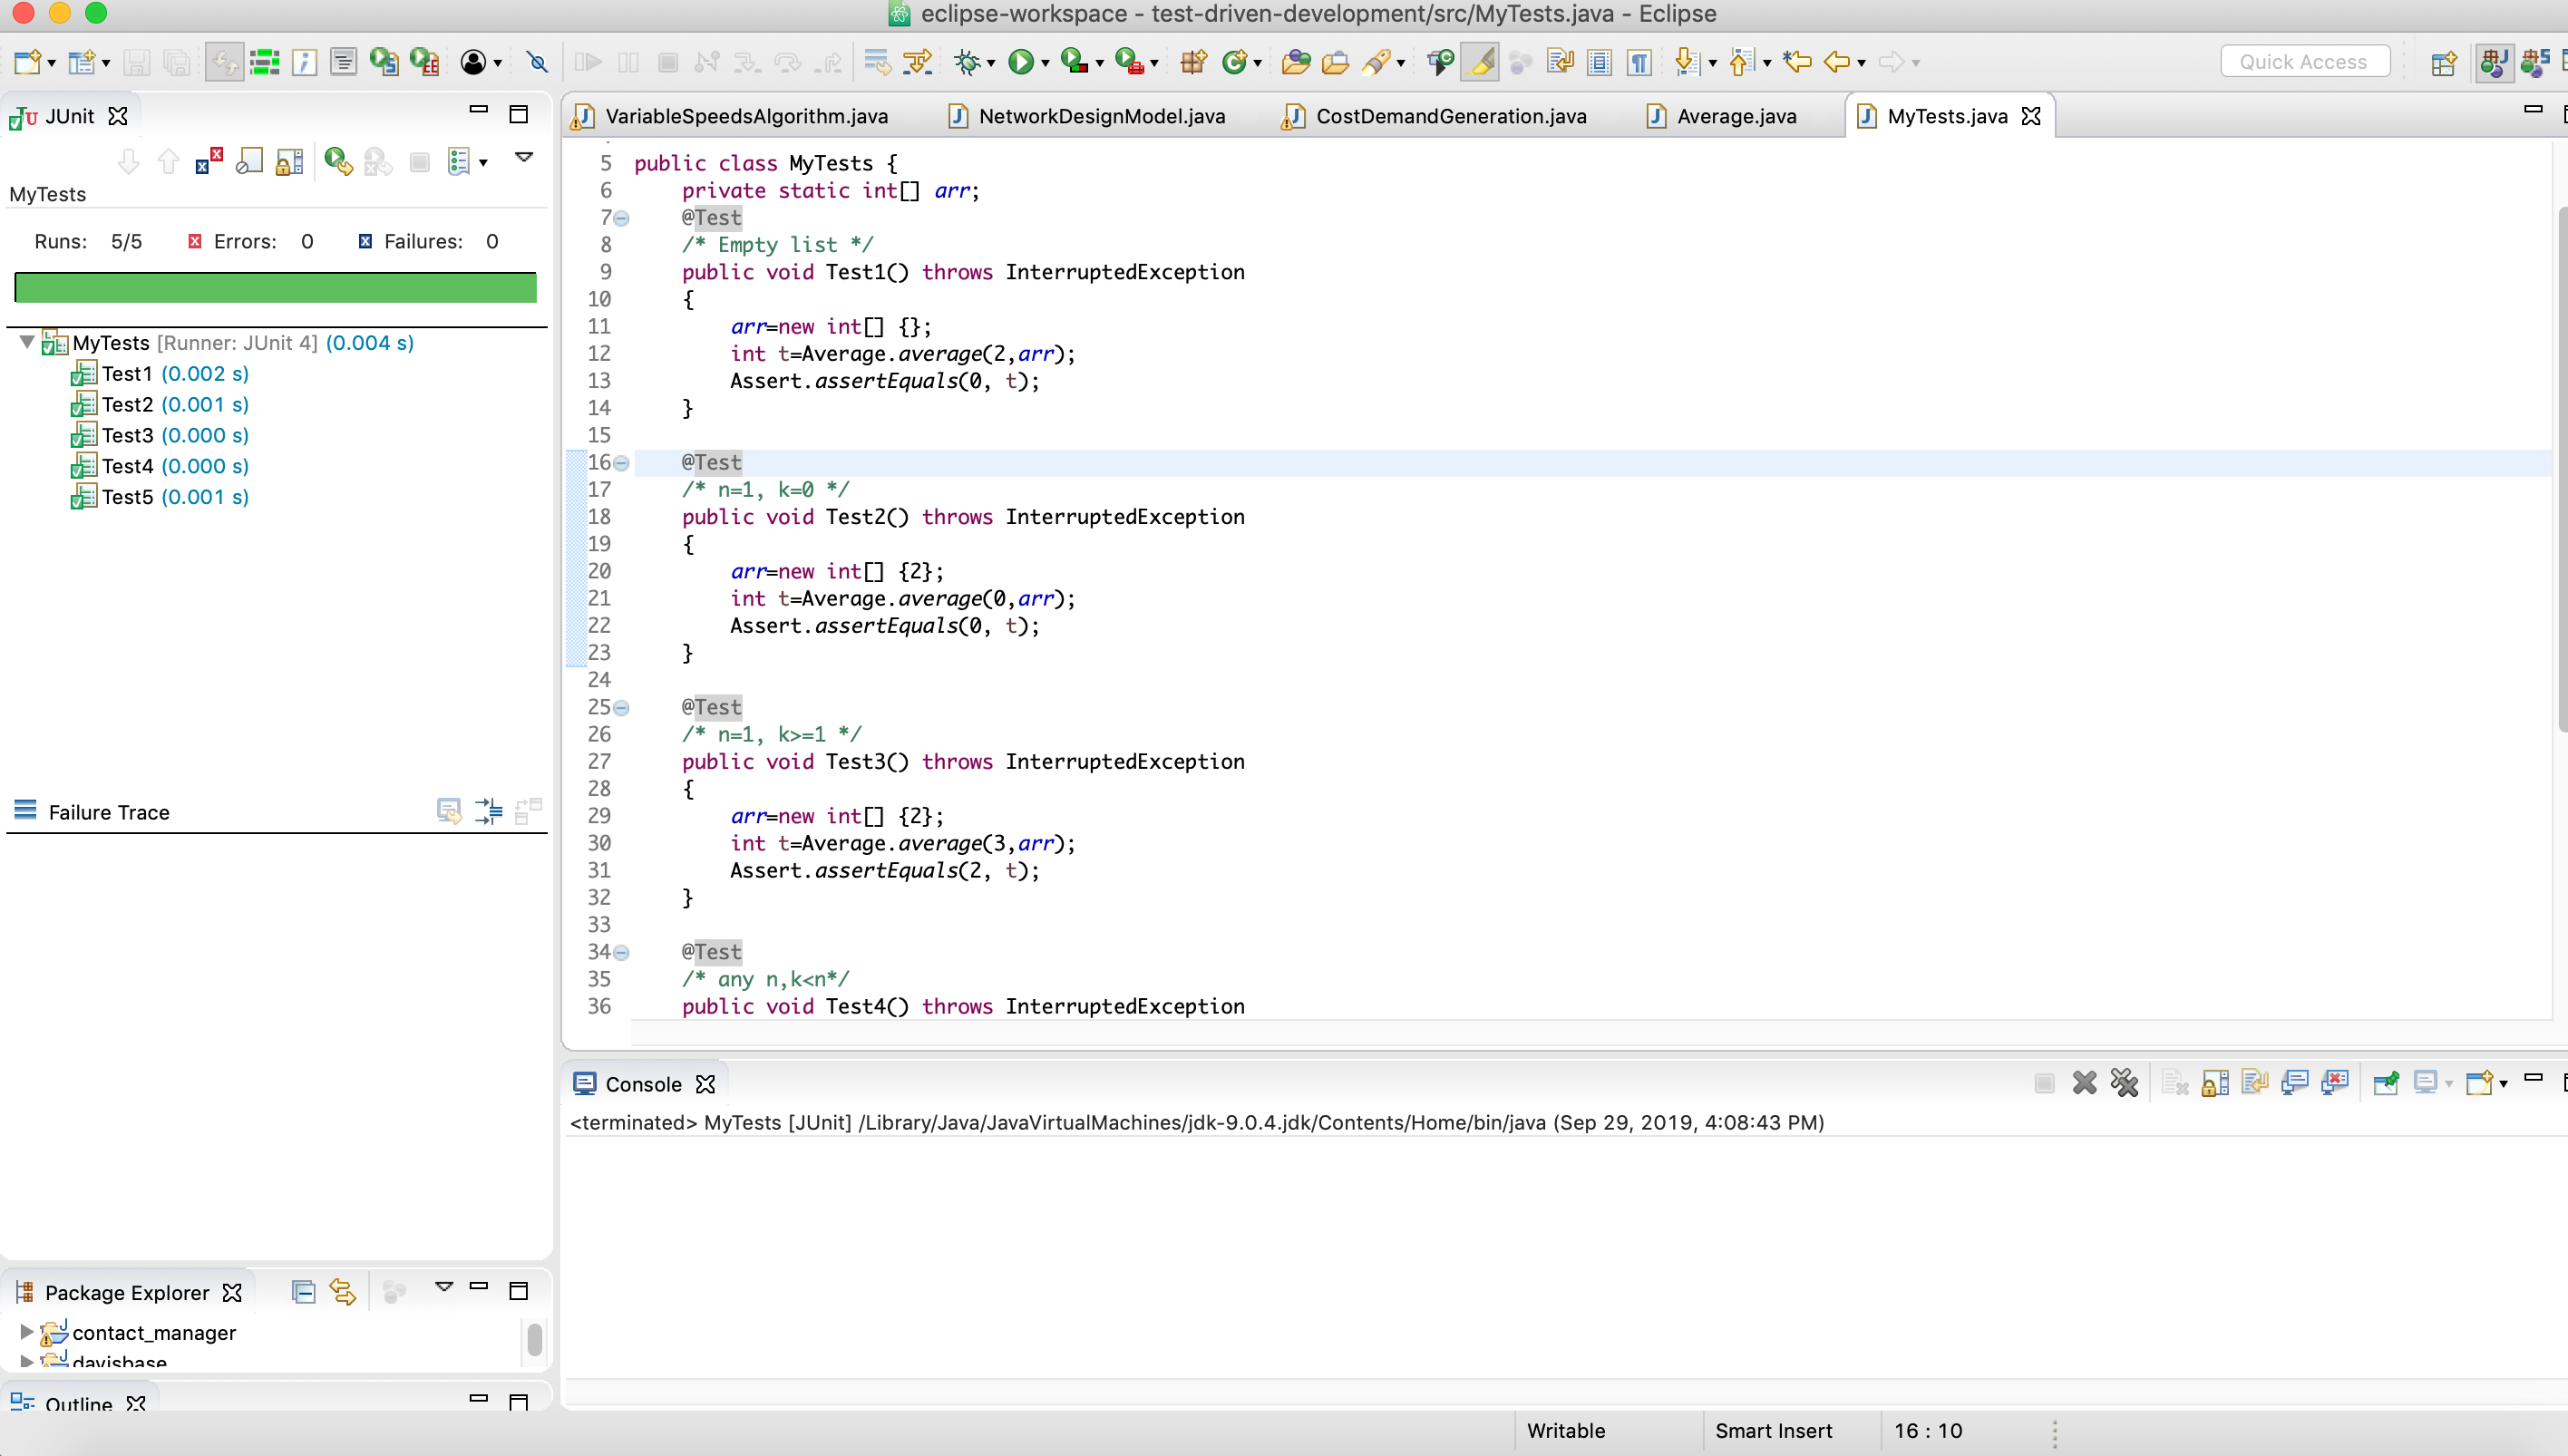 eclipse-workspace - test-driven-development/src/MyTests.java - Eclipse
Quick Access
JUnit
MyTests
Runs: 5/5 Errors: 0 Failures: 0
MyTests [Runner: JUnit 4] (0.004 s)
Test1 (0.002 s)
Test2 (0.001 s)
Test3 (0.000 s)
Test4 (0.000 s)
Test5 (0.001 s)
Failure Trace
Package Explorer
contact_manager
davisbase
Outline
VariableSpeedsAlgorithm.java NetworkDesignModel.java CostDemandGeneration.java Average.java MyTests.java
5 public class MyTests {
6 private static int[] arr;
7 @Test
8 /* Empty list */
9 public void Test1() throws InterruptedException
10 {
11 arr=new int[] {};
12 int t=Average.average(2,arr);
13 Assert.assertEquals(0, t);
14 }
15
16 @Test
17 /* n=1, k=0 */
18 public void Test2() throws InterruptedException
19 {
20 arr=new int[] {2};
21 int t=Average.average(0,arr);
22 Assert.assertEquals(0, t);
23 }
24
25 @Test
26 /* n=1, k>=1 */
27 public void Test3() throws InterruptedException
28 {
29 arr=new int[] {2};
30 int t=Average.average(3,arr);
31 Assert.assertEquals(2, t);
32 }
33
34 @Test
35 /* any n,k<n*/
36 public void Test4() throws InterruptedException
Console
<terminated> MyTests [JUnit] /Library/Java/JavaVirtualMachines/jdk-9.0.4.jdk/Contents/Home/bin/java (Sep 29, 2019, 4:08:43 PM)
Writable Smart Insert 16 : 10